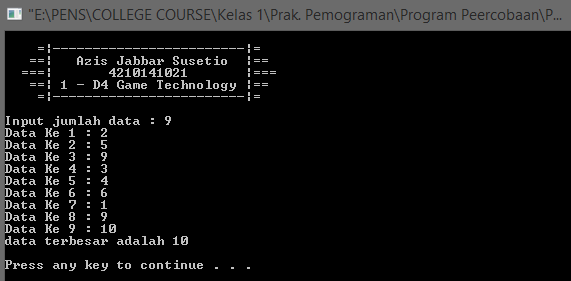 "E:\PENS\COLLEGE COURSE\Kelas 1\Prak. Pemograman\Program Peercobaan\P...
=¦------------------------¦=
==¦   Azis Jabbar Susetio  ¦==
===¦       4210141021       ¦===
==¦ 1 - D4 Game Technology ¦==
=¦------------------------¦=
Input jumlah data : 9
Data Ke 1 : 2
Data Ke 2 : 5
Data Ke 3 : 9
Data Ke 4 : 3
Data Ke 5 : 4
Data Ke 6 : 6
Data Ke 7 : 1
Data Ke 8 : 9
Data Ke 9 : 10
data terbesar adalah 10
Press any key to continue . . .